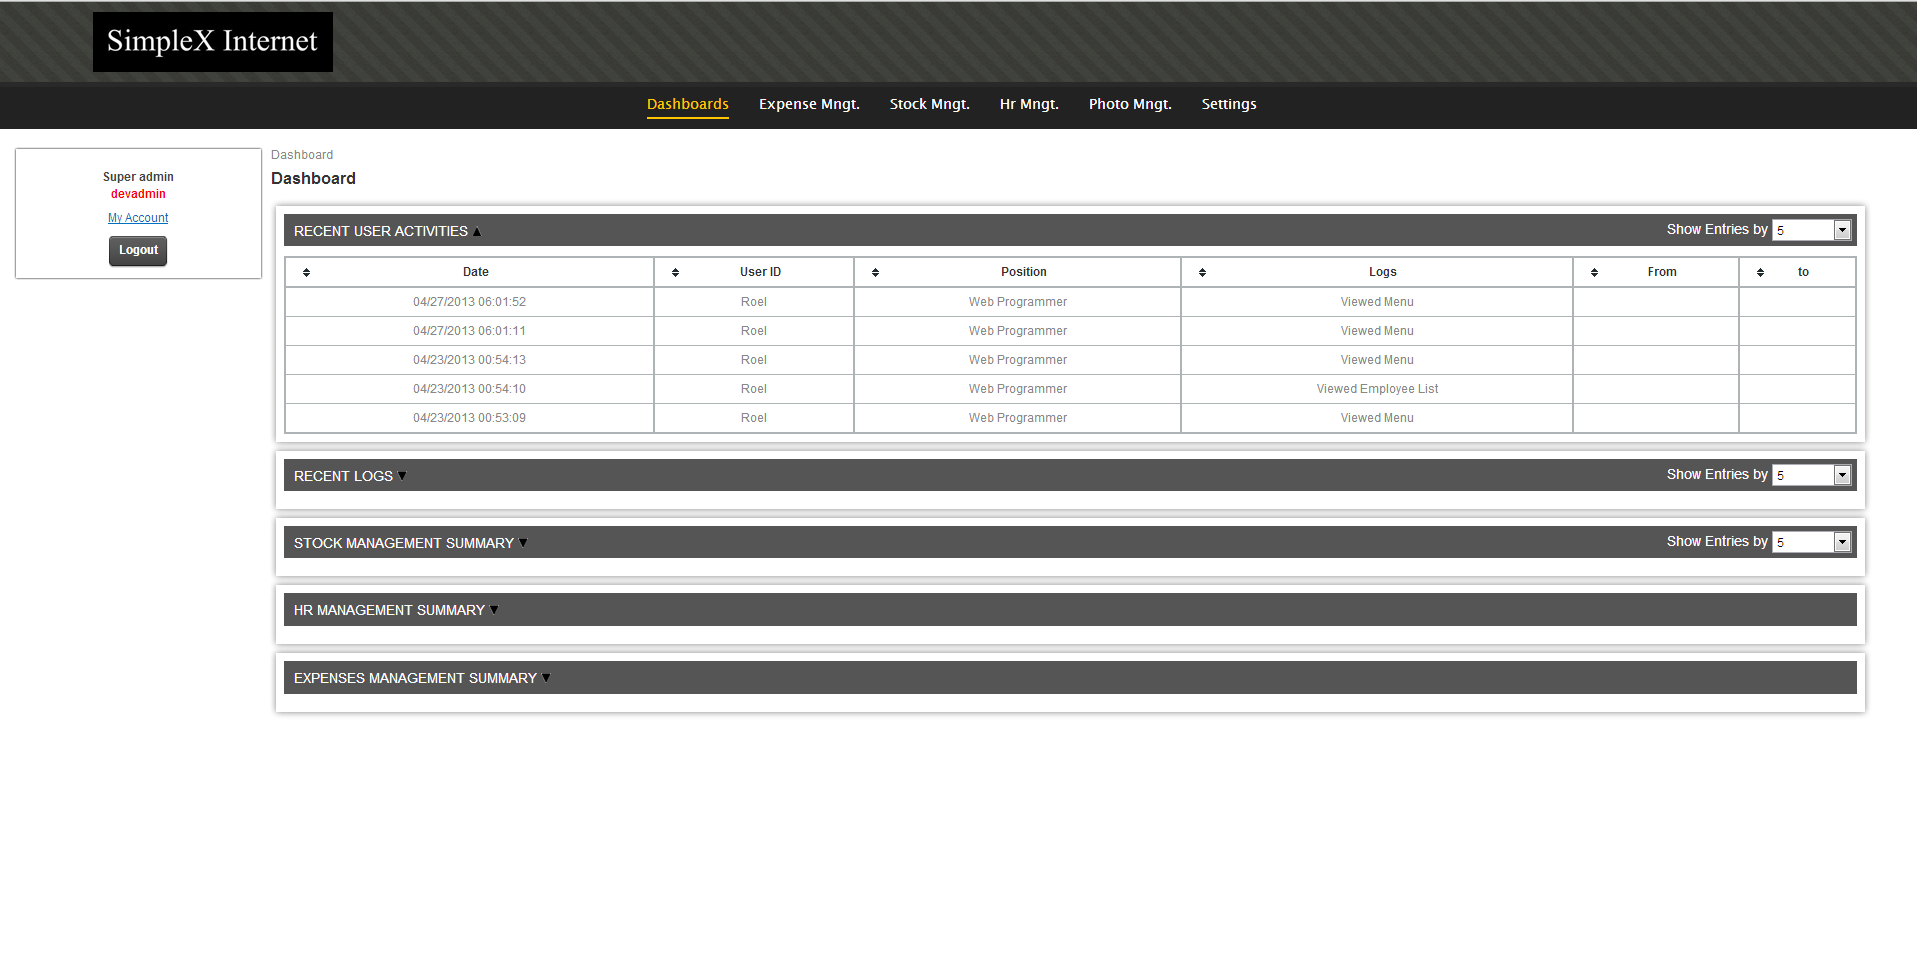 SimpleX Internet
Dashboards Expense Mngt. Stock Mngt. Hr Mngt. Photo Mngt. Settings
Super admin
devadmin
My Account
Logout
Dashboard
Dashboard
RECENT USER ACTIVITIES ▲ Show Entries by 5
Date User ID Position Logs From to
04/27/2013 06:01:52 Roel Web Programmer Viewed Menu
04/27/2013 06:01:11 Roel Web Programmer Viewed Menu
04/23/2013 00:54:13 Roel Web Programmer Viewed Menu
04/23/2013 00:54:10 Roel Web Programmer Viewed Employee List
04/23/2013 00:53:09 Roel Web Programmer Viewed Menu
RECENT LOGS ▼ Show Entries by 5
STOCK MANAGEMENT SUMMARY ▼ Show Entries by 5
HR MANAGEMENT SUMMARY ▼
EXPENSES MANAGEMENT SUMMARY ▼